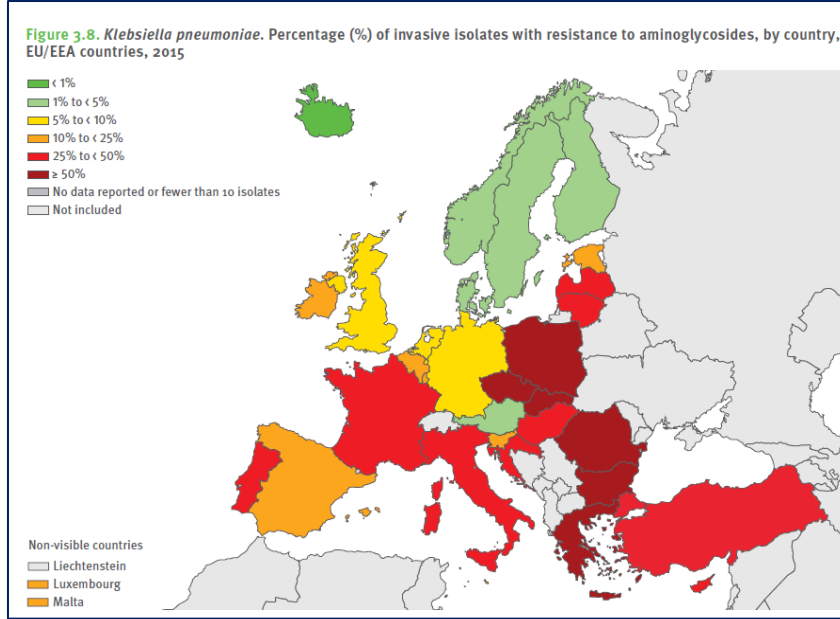 Figure 3.8. Klebsiella pneumoniae. Percentage (%) of invasive isolates with resistance to aminoglycosides, by country,
EU/EEA countries, 2015
< 1%
1% to < 5%
5% to < 10%
10% to < 25%
25% to < 50%
≥ 50%
No data reported or fewer than 10 isolates
Not included
Non-visible countries
Liechtenstein
Luxembourg
Malta